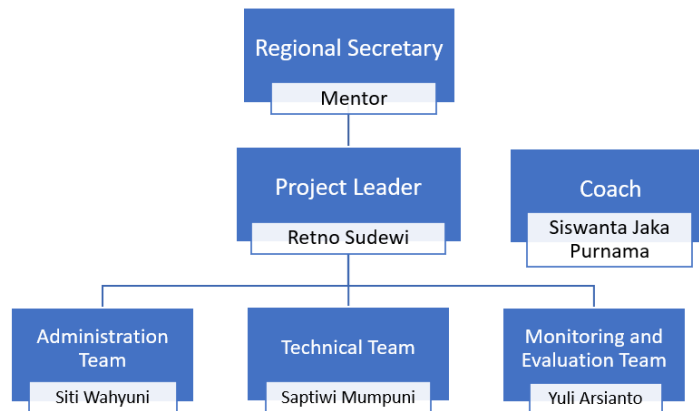 Regional Secretary
Mentor
Project Leader
Retno Sudewi
Coach
Siswanta Jaka
Purnama
Administration
Team
Siti Wahyuni
Technical Team
Saptiwi Mumpuni
Monitoring and
Evaluation Team
Yuli Arsianto